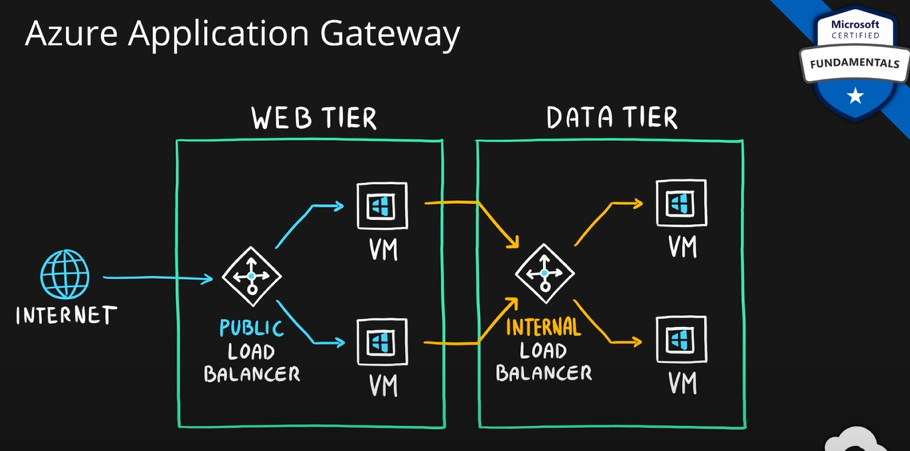 Azure Application Gateway
Microsoft
CERTIFIED
FUNDAMENTALS
WEB TIER
DATA TIER
VM
VM
INTERNET
PUBLIC
LOAD
BALANCER
INTERNAL
LOAD
BALANCER
VM
VM